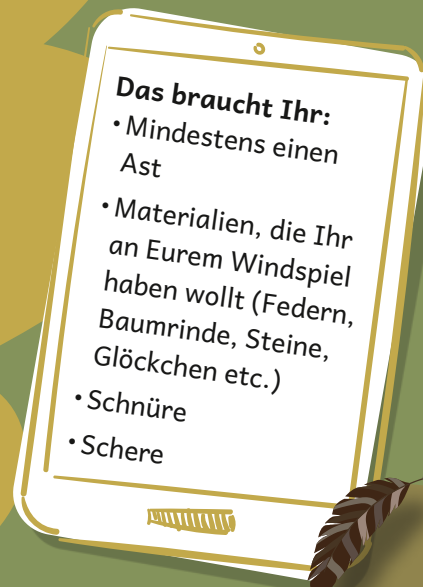 Das braucht Ihr:
• Mindestens einen
Ast
• Materialien, die Ihr
an Eurem Windspiel
haben wollt (Federn,
Baumrinde, Steine,
Glöckchen etc.)
• Schnüre
• Schere